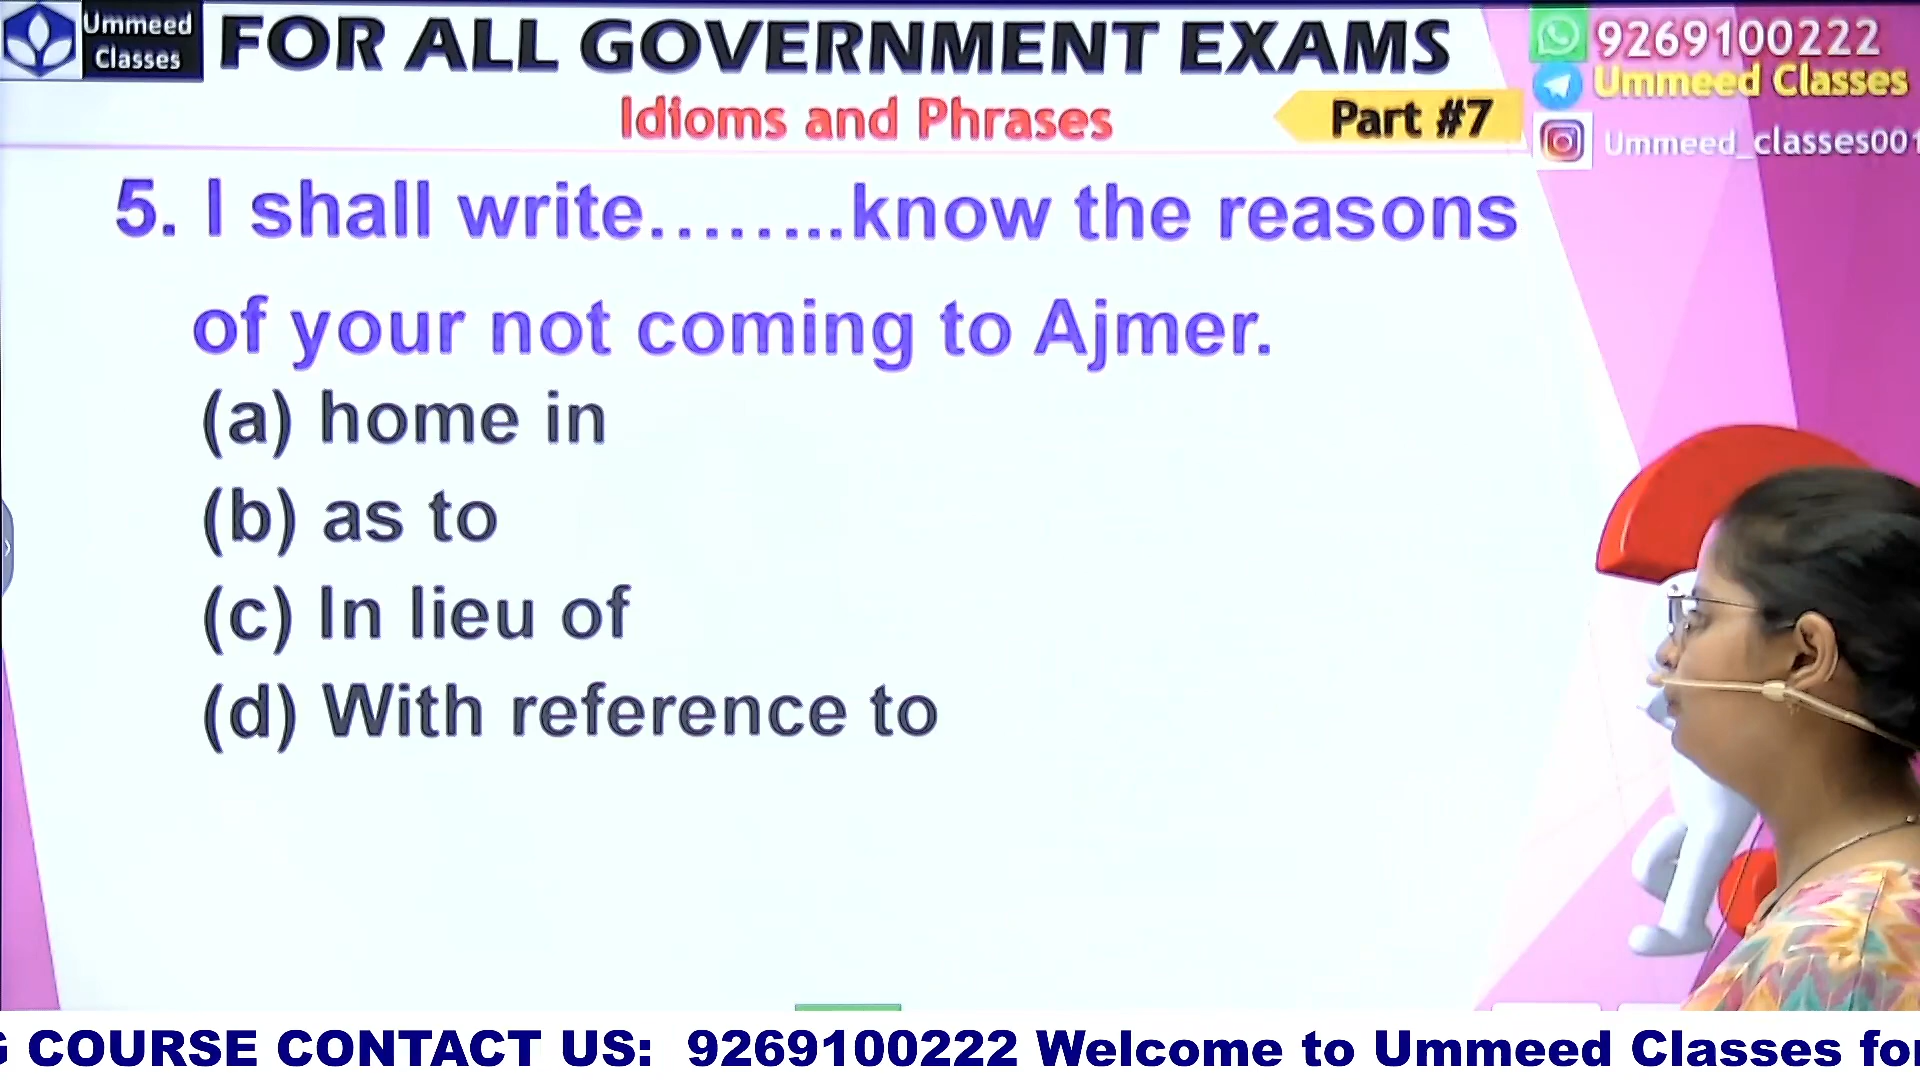 Ummeed
Classes
FOR ALL GOVERNMENT EXAMS
9269100222
Ummeed Classes
Idioms and Phrases
Part #7
Ummeed_classes001
5. I shall write........know the reasons
of your not coming to Ajmer.
(a) home in
(b) as to
(c) In lieu of
(d) With reference to
COURSE CONTACT US: 9269100222 Welcome to Ummeed Classes for